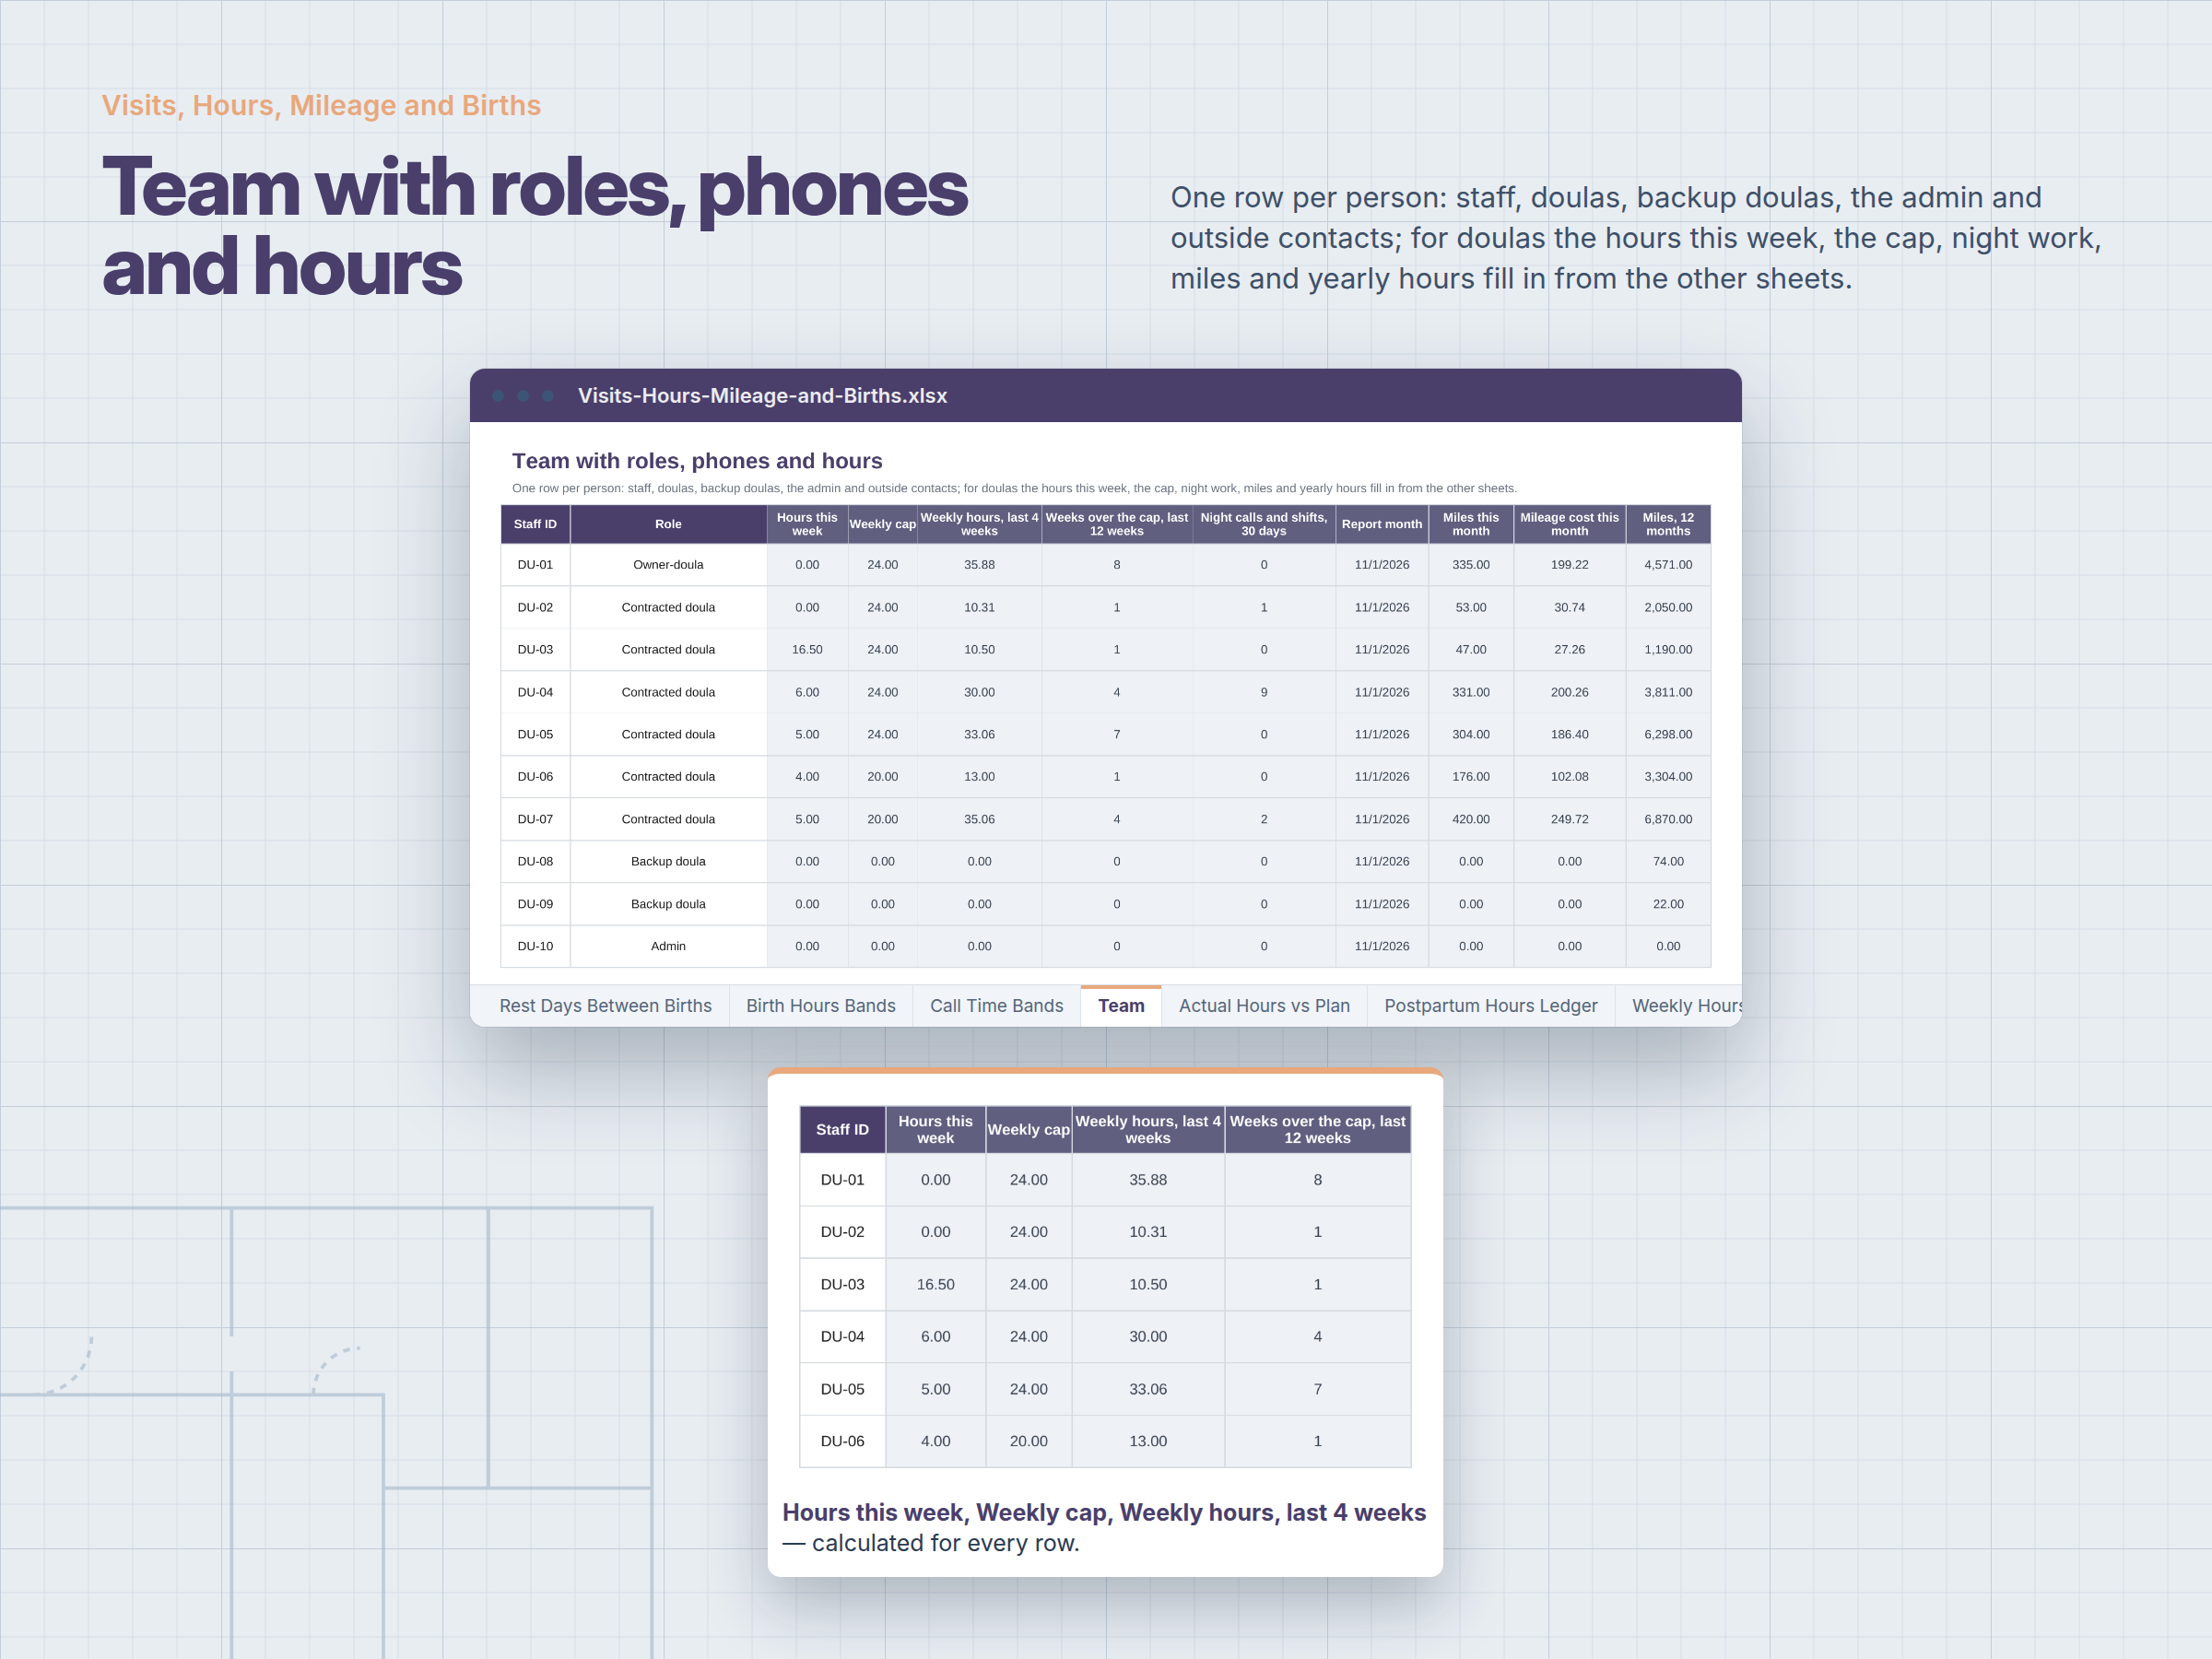 Visits, Hours, Mileage and Births
Team with roles, phones
and hours
One row per person: staff, doulas, backup doulas, the admin and
outside contacts; for doulas the hours this week, the cap, night work,
miles and yearly hours fill in from the other sheets.
Visits-Hours-Mileage-and-Births.xlsx
Team with roles, phones and hours
One row per person: staff, doulas, backup doulas, the admin and outside contacts; for doulas the hours this week, the cap, night work, miles and yearly hours fill in from the other sheets.
Staff ID Role Hours this week Weekly cap Weekly hours, last 4 weeks Weeks over the cap, last 12 weeks Night calls and shifts, 30 days Report month Miles this month Mileage cost this month Miles, 12 months
DU-01 Owner-doula 0.00 24.00 35.88 8 0 11/1/2026 335.00 199.22 4,571.00
DU-02 Contracted doula 0.00 24.00 10.31 1 1 11/1/2026 53.00 30.74 2,050.00
DU-03 Contracted doula 16.50 24.00 10.50 1 0 11/1/2026 47.00 27.26 1,190.00
DU-04 Contracted doula 6.00 24.00 30.00 4 9 11/1/2026 331.00 200.26 3,811.00
DU-05 Contracted doula 5.00 24.00 33.06 7 0 11/1/2026 304.00 186.40 6,298.00
DU-06 Contracted doula 4.00 20.00 13.00 1 0 11/1/2026 176.00 102.08 3,304.00
DU-07 Contracted doula 5.00 20.00 35.06 4 2 11/1/2026 420.00 249.72 6,870.00
DU-08 Backup doula 0.00 0.00 0.00 0 0 11/1/2026 0.00 0.00 74.00
DU-09 Backup doula 0.00 0.00 0.00 0 0 11/1/2026 0.00 0.00 22.00
DU-10 Admin 0.00 0.00 0.00 0 0 11/1/2026 0.00 0.00 0.00
Rest Days Between Births Birth Hours Bands Call Time Bands Team Actual Hours vs Plan Postpartum Hours Ledger Weekly Hours
Staff ID Hours this week Weekly cap Weekly hours, last 4 weeks Weeks over the cap, last 12 weeks
DU-01 0.00 24.00 35.88 8
DU-02 0.00 24.00 10.31 1
DU-03 16.50 24.00 10.50 1
DU-04 6.00 24.00 30.00 4
DU-05 5.00 24.00 33.06 7
DU-06 4.00 20.00 13.00 1
Hours this week, Weekly cap, Weekly hours, last 4 weeks
— calculated for every row.